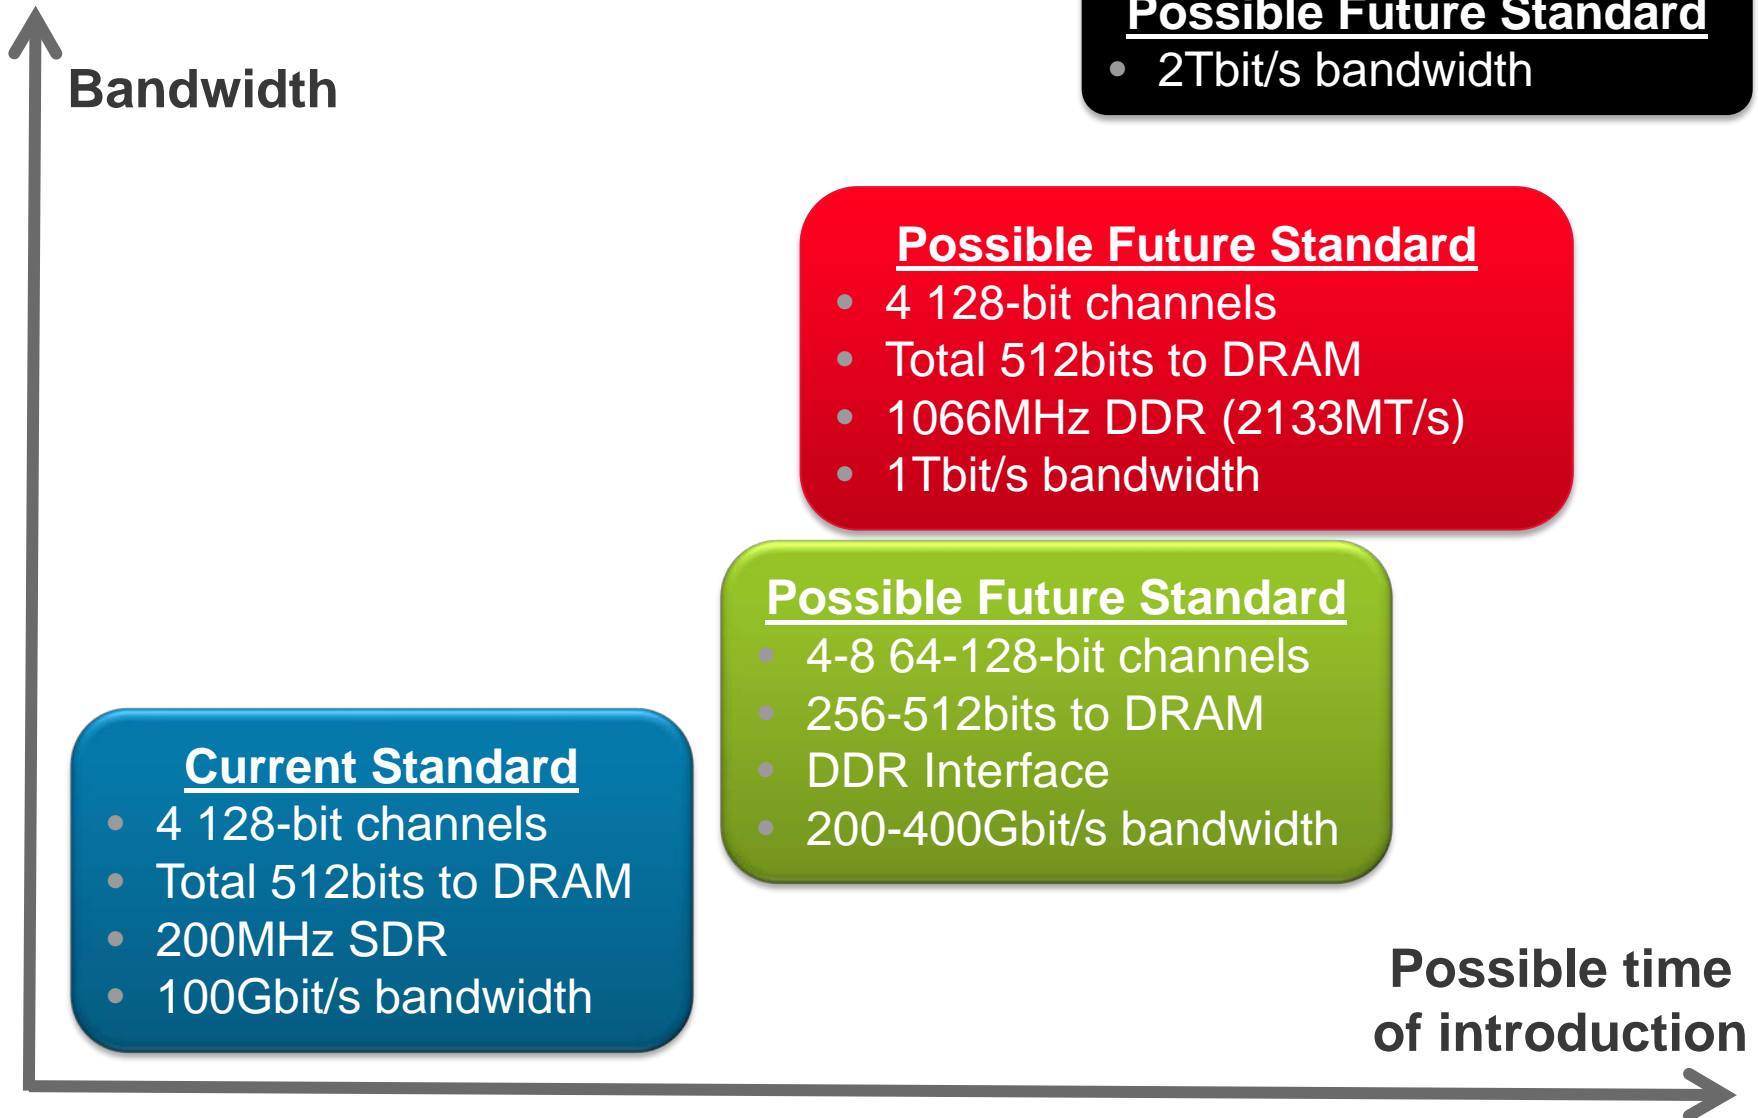 Bandwidth
Possible Future Standard
• 2Tbit/s bandwidth
Possible Future Standard
• 4 128-bit channels
• Total 512bits to DRAM
• 1066MHz DDR (2133MT/s)
• 1Tbit/s bandwidth
Possible Future Standard
• 4-8 64-128-bit channels
• 256-512bits to DRAM
• DDR Interface
• 200-400Gbit/s bandwidth
Current Standard
• 4 128-bit channels
• Total 512bits to DRAM
• 200MHz SDR
• 100Gbit/s bandwidth
Possible time
of introduction